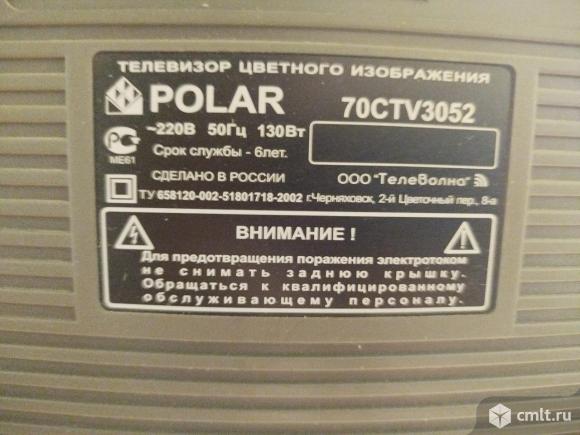 ТЕЛЕВИЗОР ЦВЕТНОГО ИЗОБРАЖЕНИЯ
POLAR 70CTV3052
~220В 50Гц 130Вт
МЕ61
Срок службы - 6лет.
СДЕЛАНО В РОССИИ ООО "ТелеВолна"
ТУ 658120-002-51801718-2002 г.Черняховск, 2-й Цветочный пер., 8-а
ВНИМАНИЕ !
Для предотвращения поражения электротоком
не снимать заднюю крышку.
Обращаться к квалифицированному
обслуживающему персоналу.
cmlt.ru